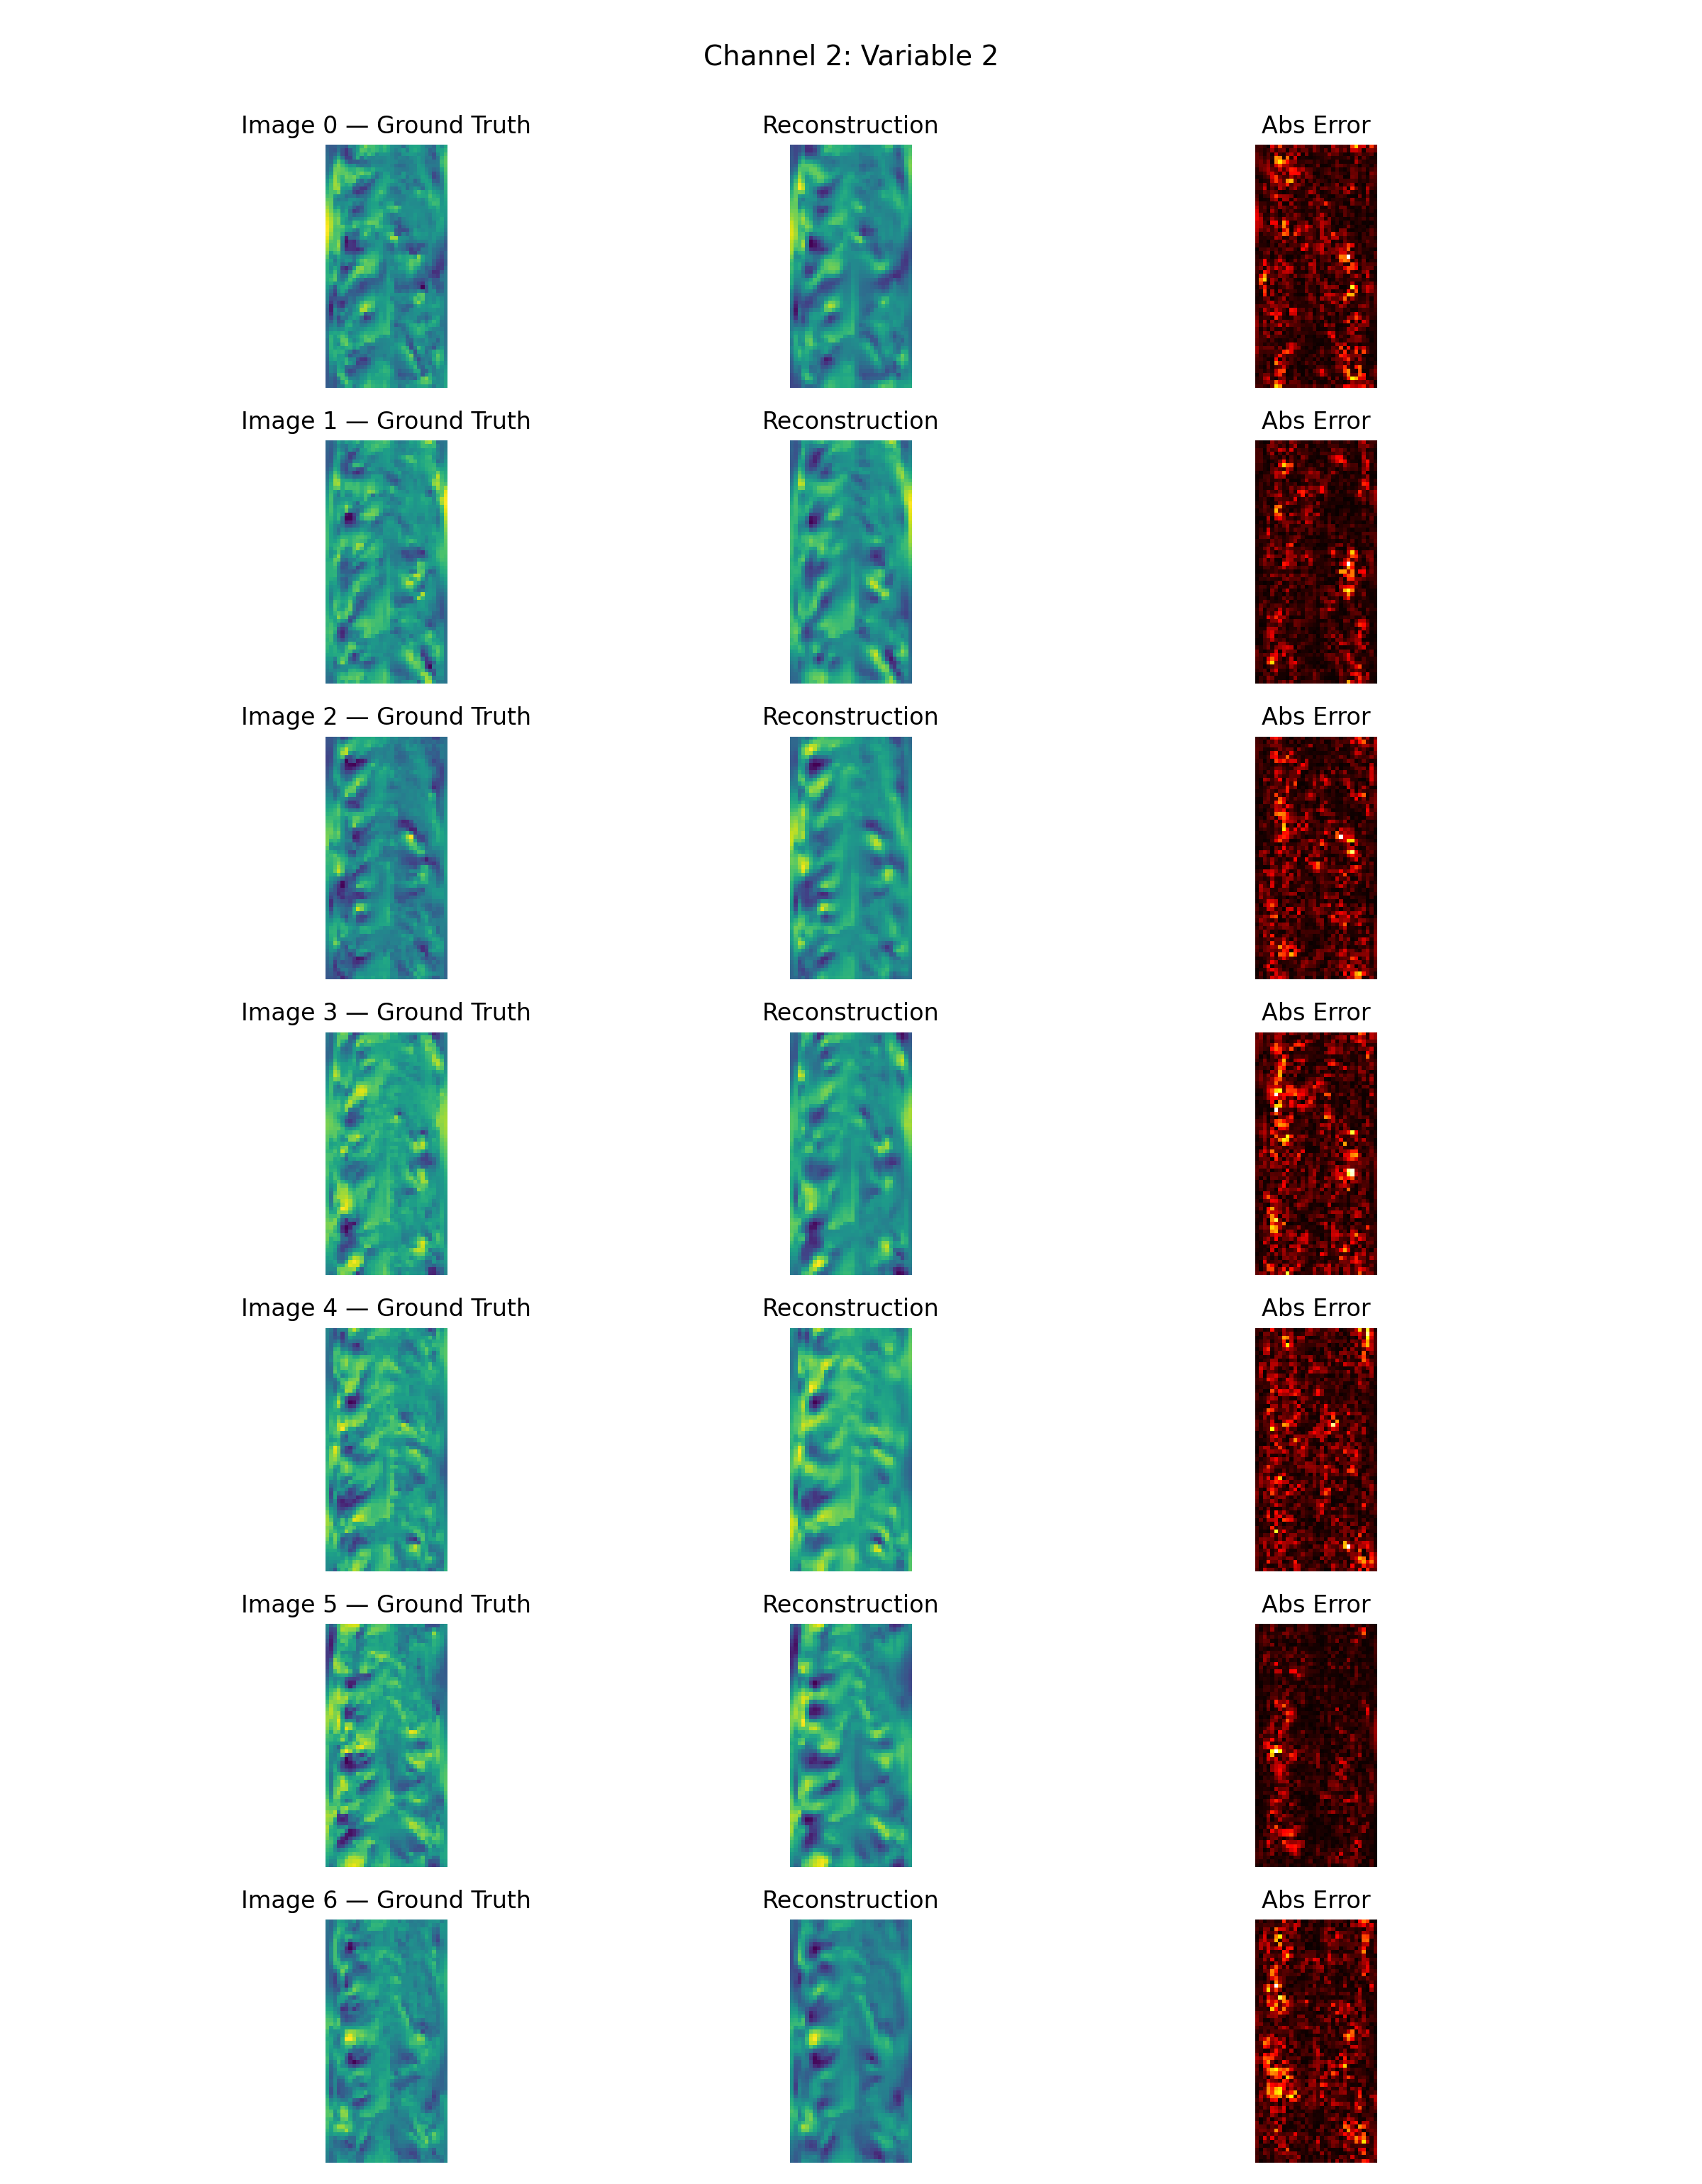 Channel 2: Variable 2
Image 0 — Ground Truth Reconstruction Abs Error
Image 1 — Ground Truth Reconstruction Abs Error
Image 2 — Ground Truth Reconstruction Abs Error
Image 3 — Ground Truth Reconstruction Abs Error
Image 4 — Ground Truth Reconstruction Abs Error
Image 5 — Ground Truth Reconstruction Abs Error
Image 6 — Ground Truth Reconstruction Abs Error